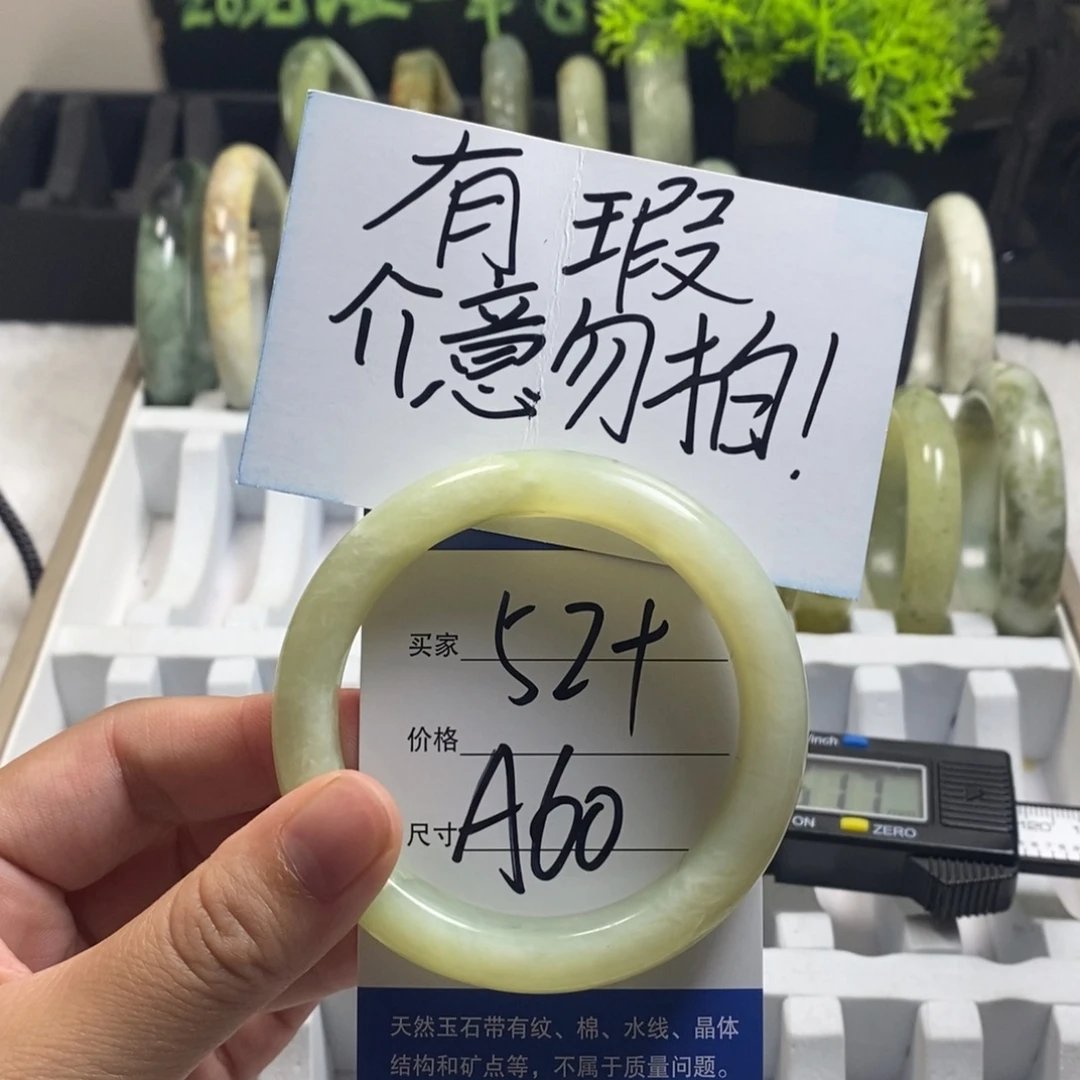 有瑕
介意勿拍!
买家 52+
价格
尺寸 A60
/inch
ON
ZERO
天然玉石带有纹、棉、水线、晶体
结构和矿点等，不属于质量问题。